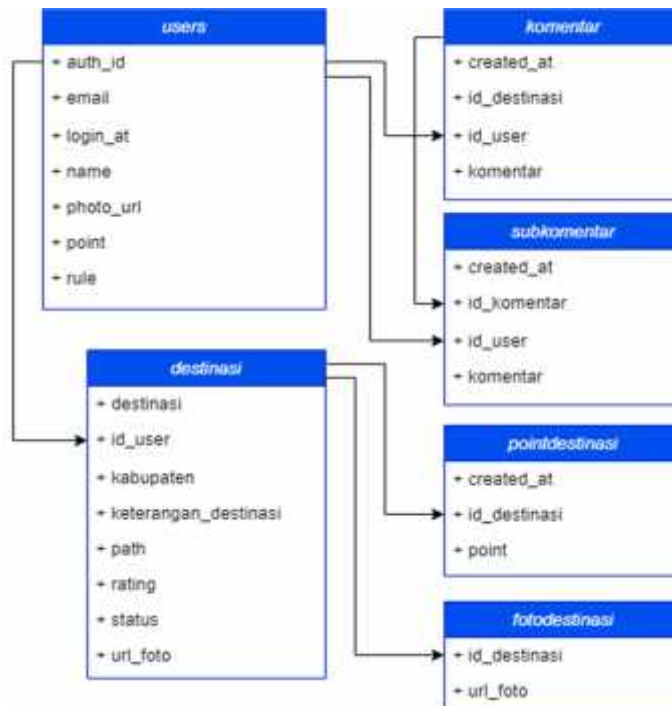 users
+ auth_id
+ email
+ login_at
+ name
+ photo_url
+ point
+ rule
destinasi
+ destinasi
+ id_user
+ kabupaten
+ keterangan_destinasi
+ path
+ rating
+ status
+ url_foto
komentar
+ created_at
+ id_destinasi
+ id_user
+ komentar
subkomentar
+ created_at
+ id_komentar
+ id_user
+ komentar
pointdestinasi
+ created_at
+ id_destinasi
+ point
fotodestinasi
+ id_destinasi
+ url_foto